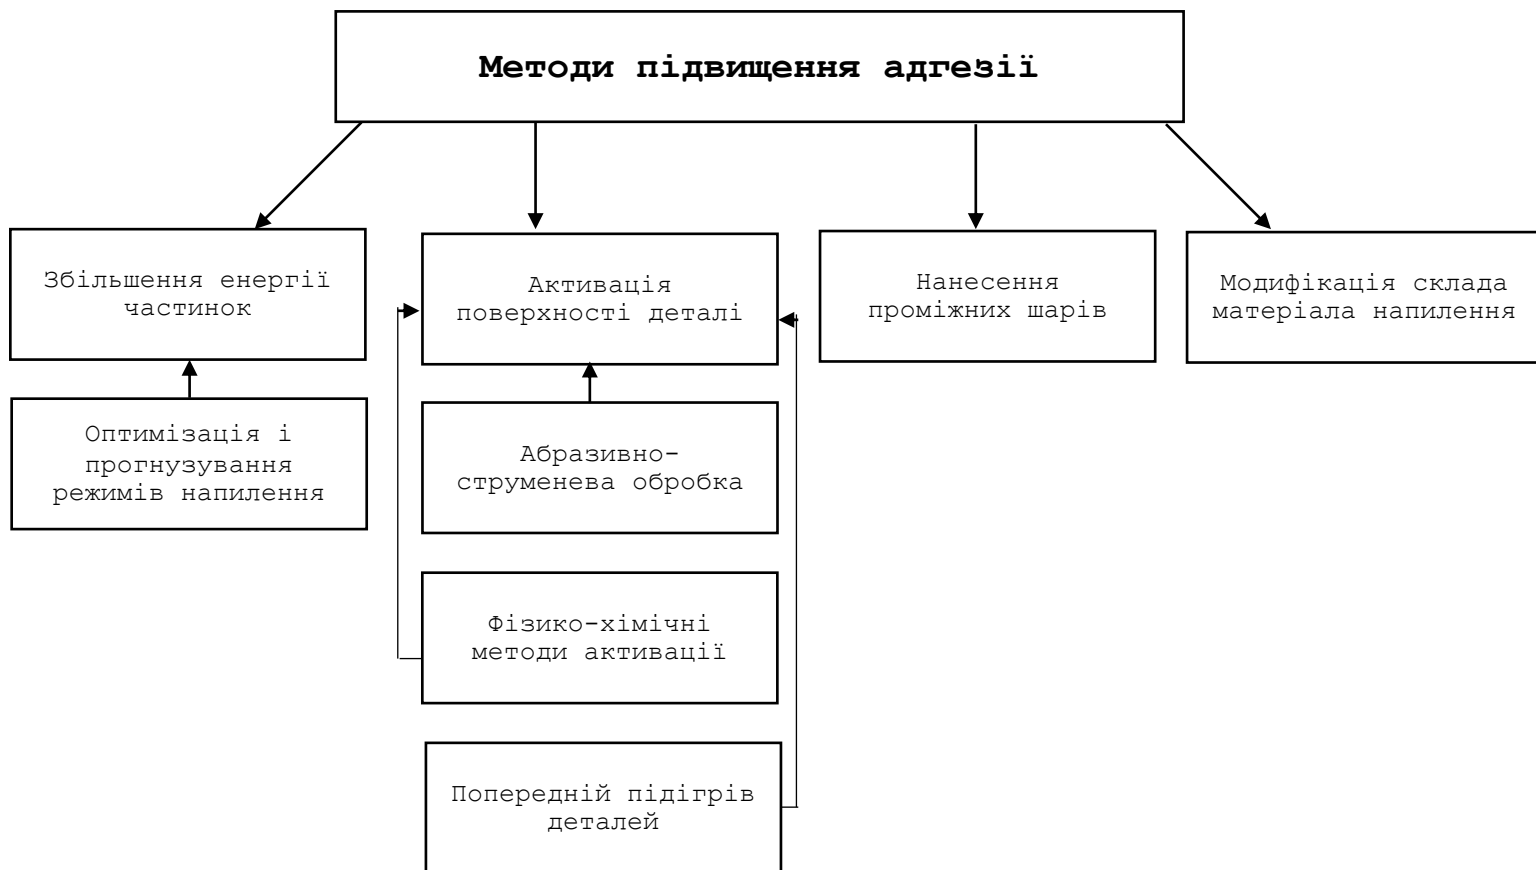 Методи підвищення адгезії
Збільшення енергії
частинок
Активація
поверхності деталі
Нанесення
проміжних шарів
Модифікація склада
матеріала напилення
Оптимізація і
прогнузування
режимів напилення
Абразивно-
струменева обробка
Фізико-хімічні
методи активації
Попередній підігрів
деталей